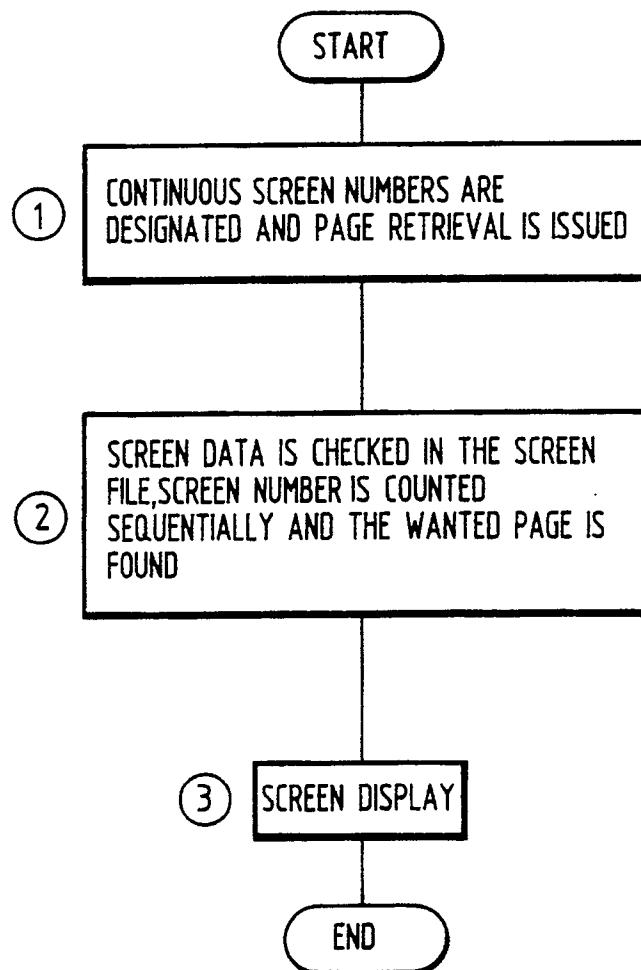 START
1
CONTINUOUS SCREEN NUMBERS ARE
DESIGNATED AND PAGE RETRIEVAL IS ISSUED
2
SCREEN DATA IS CHECKED IN THE SCREEN
FILE,SCREEN NUMBER IS COUNTED
SEQUENTIALLY AND THE WANTED PAGE IS
FOUND
3
SCREEN DISPLAY
END